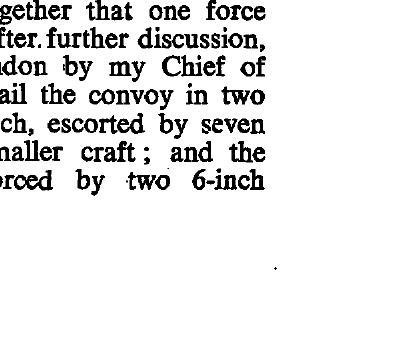 gether that one force
fter. further discussion,
don by my Chief of
ail the convoy in two
ch, escorted by seven
maller craft; and the
rced by two 6-inch